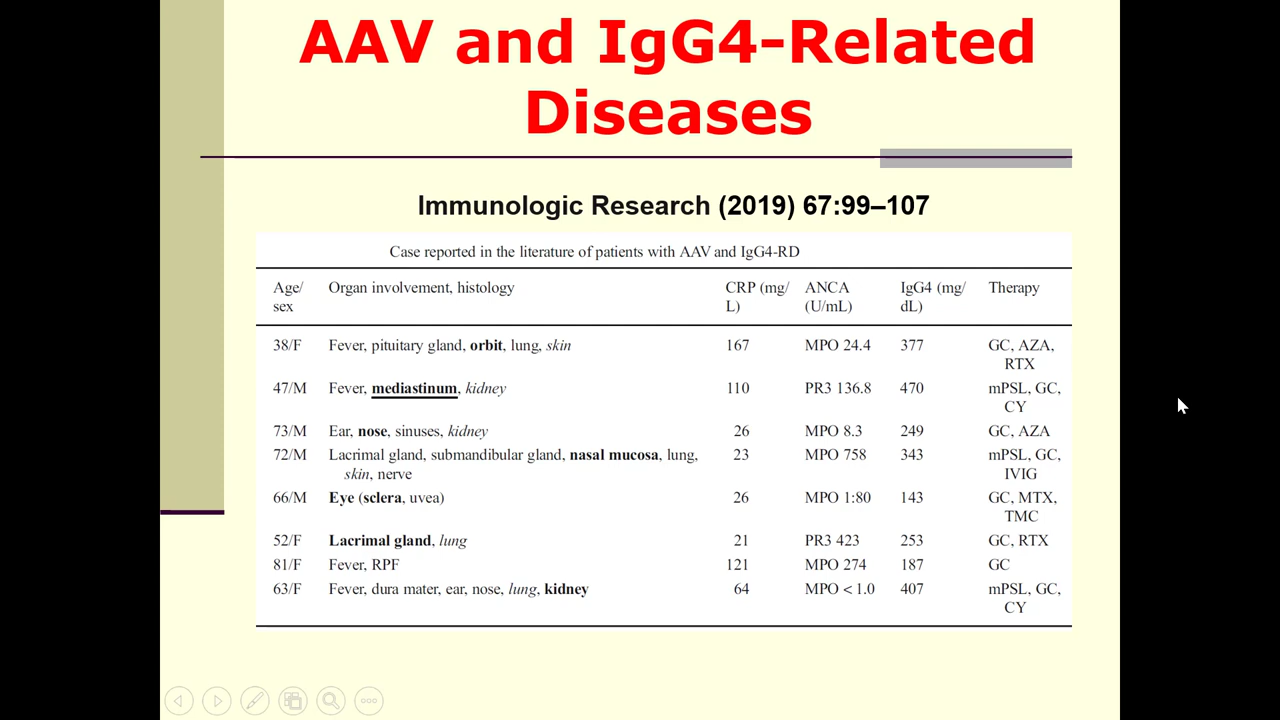 AAV and IgG4-Related
Diseases
Immunologic Research (2019) 67:99–107
Case reported in the literature of patients with AAV and IgG4-RD
Age/ Organ involvement, histology CRP (mg/ ANCA IgG4 (mg/ Therapy
sex L) (U/mL) dL)
38/F Fever, pituitary gland, orbit, lung, skin 167 MPO 24.4 377 GC, AZA,
RTX
47/M Fever, mediastinum, kidney 110 PR3 136.8 470 mPSL, GC,
CY
73/M Ear, nose, sinuses, kidney 26 MPO 8.3 249 GC, AZA
72/M Lacrimal gland, submandibular gland, nasal mucosa, lung, 23 MPO 758 343 mPSL, GC,
skin, nerve IVIG
66/M Eye (sclera, uvea) 26 MPO 1:80 143 GC, MTX,
TMC
52/F Lacrimal gland, lung 21 PR3 423 253 GC, RTX
81/F Fever, RPF 121 MPO 274 187 GC
63/F Fever, dura mater, ear, nose, lung, kidney 64 MPO < 1.0 407 mPSL, GC,
CY